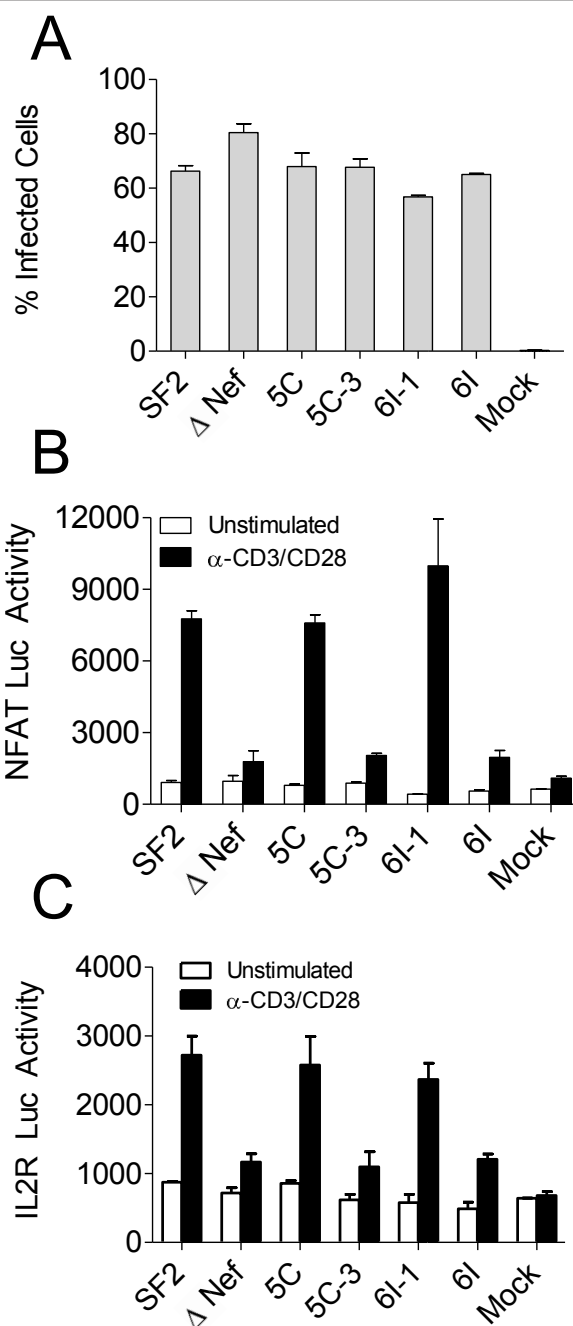 A
% Infected Cells
100
80
60
40
20
0
SF2
Δ Nef
5C
5C-3
6I-1
6I
Mock
B
NFAT Luc Activity
12000
9000
6000
3000
0
Unstimulated
α-CD3/CD28
SF2
Δ Nef
5C
5C-3
6I-1
6I
Mock
C
IL2R Luc Activity
4000
3000
2000
1000
0
Unstimulated
α-CD3/CD28
SF2
Δ Nef
5C
5C-3
6I-1
6I
Mock